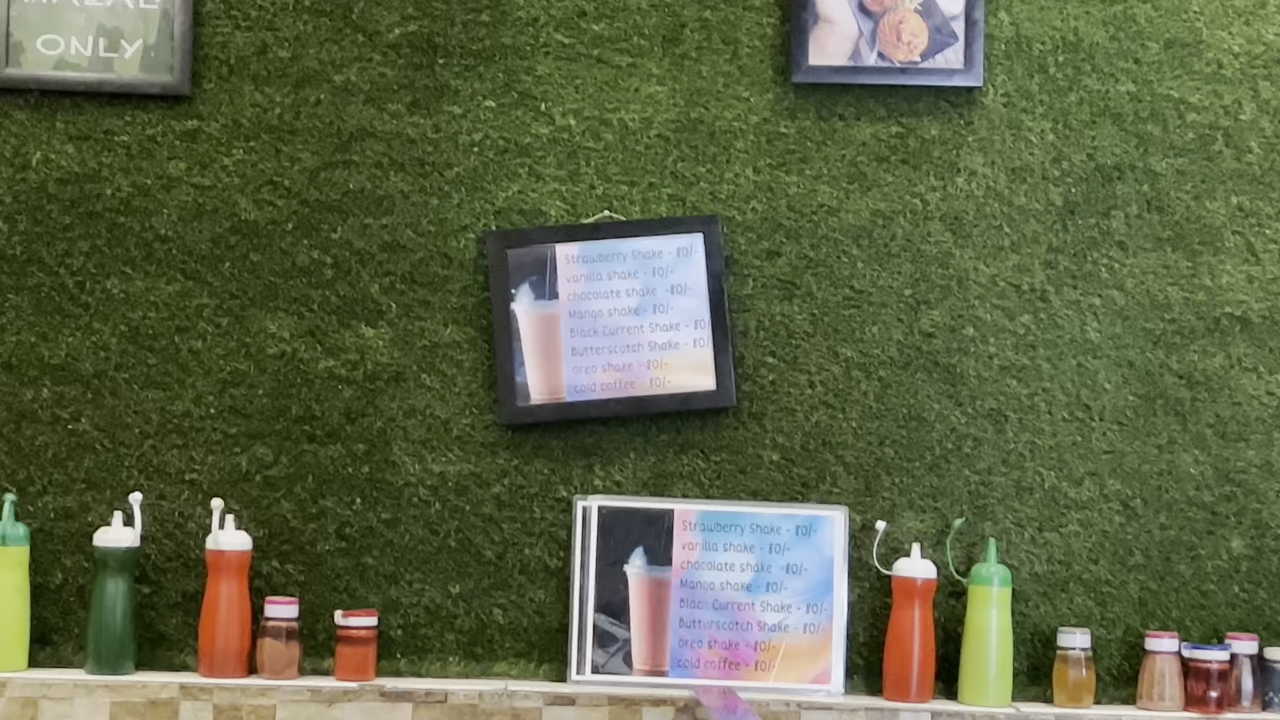 HALAL
ONLY
Strawberry Shake - 80/-
vanilla shake - 80/-
chocolate shake -80/-
Mango shake - 80/-
Black Current Shake - 80/
Butterscotch Shake - 80/
oreo shake - 80/-
cold coffee - 80/-
Strawberry Shake - 80/-
vanilla shake - 80/-
chocolate shake -80/-
Mango shake - 80/-
Black Current Shake - 80/-
Butterscotch Shake - 80/-
oreo shake - 80/-
cold coffee - 80/-